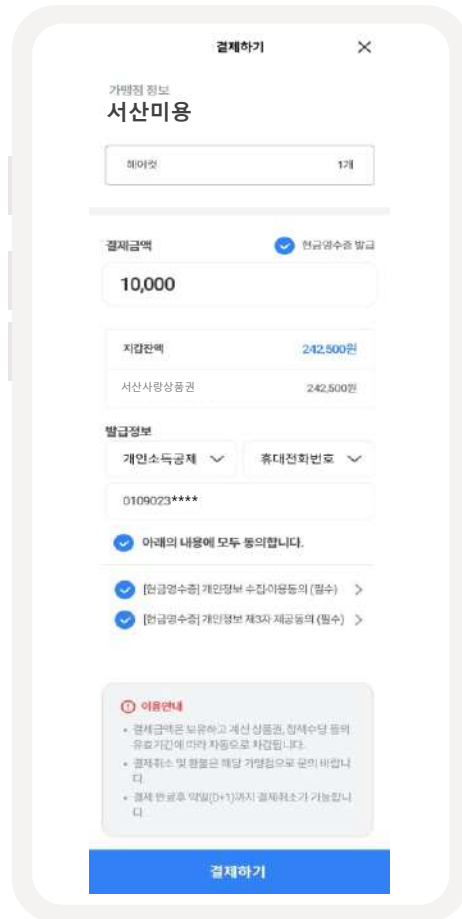 결제하기
가맹점 정보
서산미용
헤어컷 1개
결제금액 현금영수증 발급
10,000
지갑잔액 242,500원
서산사랑상품권 242,500원
발급정보
개인소득공제 휴대전화번호
0109023****
아래의 내용에 모두 동의합니다.
[현금영수증] 개인정보 수집·이용동의 (필수)
[현금영수증] 개인정보 제3자 제공동의 (필수)
이용안내
• 결제금액은 보유하고 계신 상품권, 정책수당 등의
유효기간에 따라 자동으로 차감됩니다.
• 결제취소 및 환불은 해당 가맹점으로 문의 바랍니
다.
• 결제 완료후 익일(D+1)까지 결제취소가 가능합니
다.
결제하기